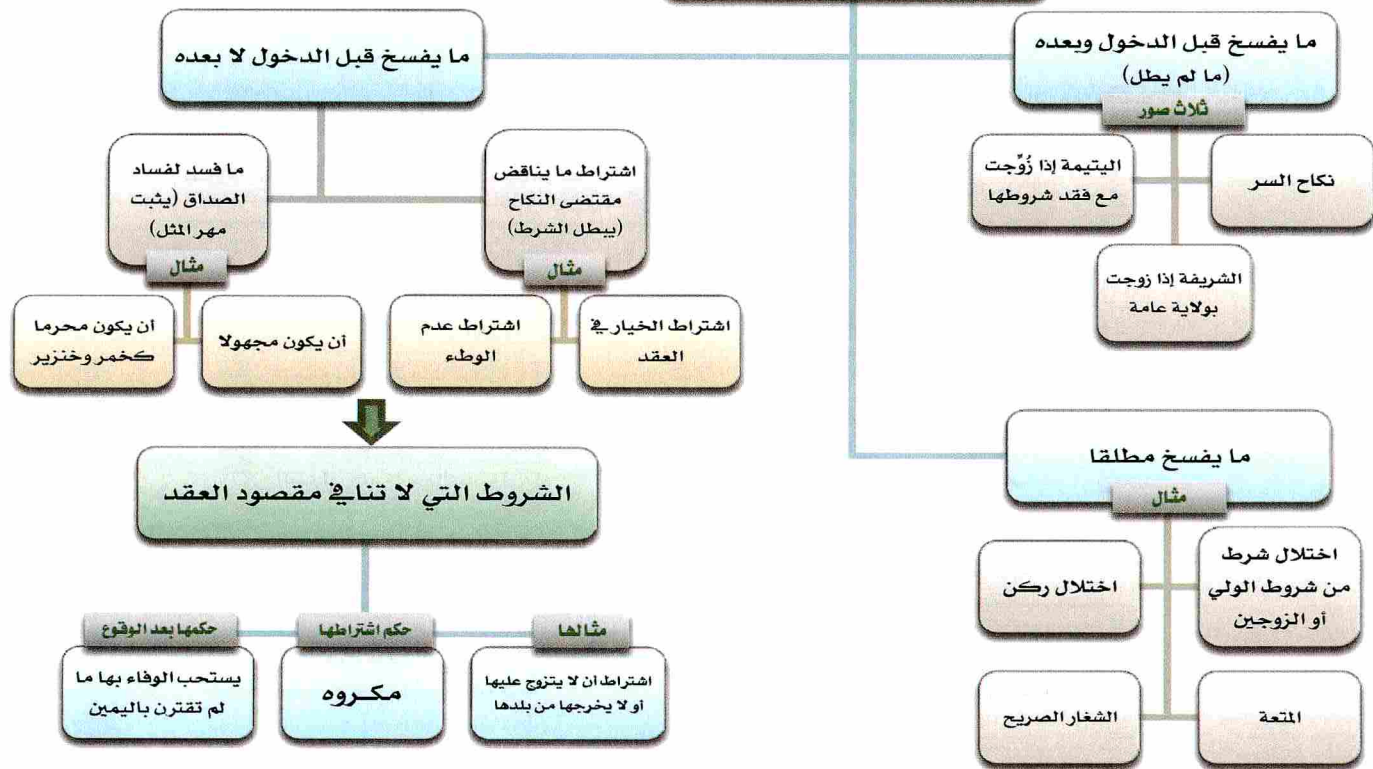 ما يفسخ قبل الدخول وبعده
(ما لم يطل)
ثلاث صور
نكاح السر
اليتيمة إذا زُوِّجت
مع فقد شروطها
الشريفة إذا زوجت
بولاية عامة
ما يفسخ قبل الدخول لا بعده
اشتراط ما يناقض
مقتضى النكاح
(يبطل الشرط)
مثال
اشتراط الخيار في
العقد
اشتراط عدم
الوطء
ما فسد لفساد
الصداق (يثبت
مهر المثل)
مثال
أن يكون مجهولا
أن يكون محرما
كخمر وخنزير
ما يفسخ مطلقا
مثال
اختلال شرط
من شروط الولي
أو الزوجين
اختلال ركن
المتعة
الشغار الصريح
الشروط التي لا تنافي مقصود العقد
مثالها
اشتراط أن لا يتزوج عليها
أو لا يخرجها من بلدها
حكم اشتراطها
مكروه
حكمها بعد الوقوع
يستحب الوفاء بها ما
لم تقترن باليمين